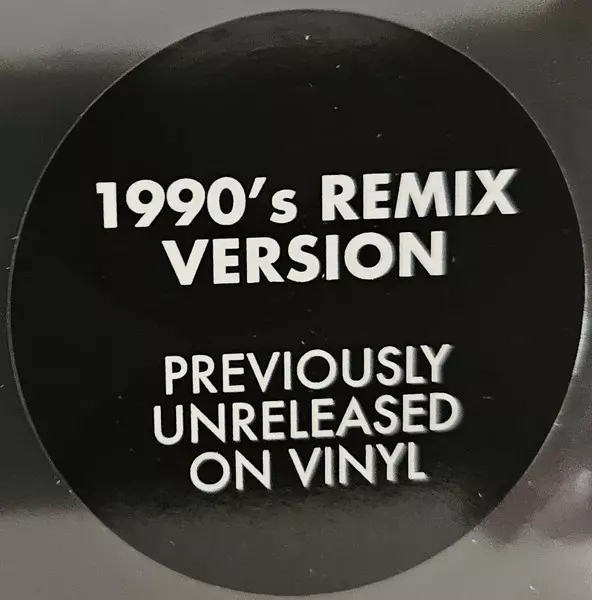 1990's REMIX
VERSION
PREVIOUSLY
UNRELEASED
ON VINYL